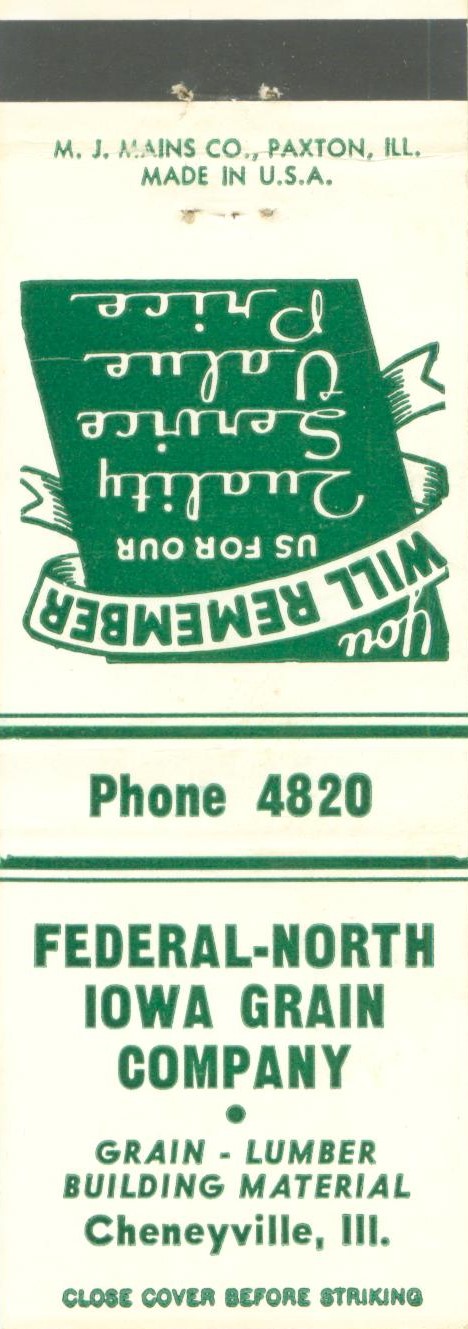 M. J. MAINS CO., PAXTON, ILL.
MADE IN U.S.A.
You
WILL REMEMBER
US FOR OUR
Quality
Service
Value
Price
Phone 4820
FEDERAL-NORTH
IOWA GRAIN
COMPANY
•
GRAIN - LUMBER
BUILDING MATERIAL
Cheneyville, Ill.
CLOSE COVER BEFORE STRIKING